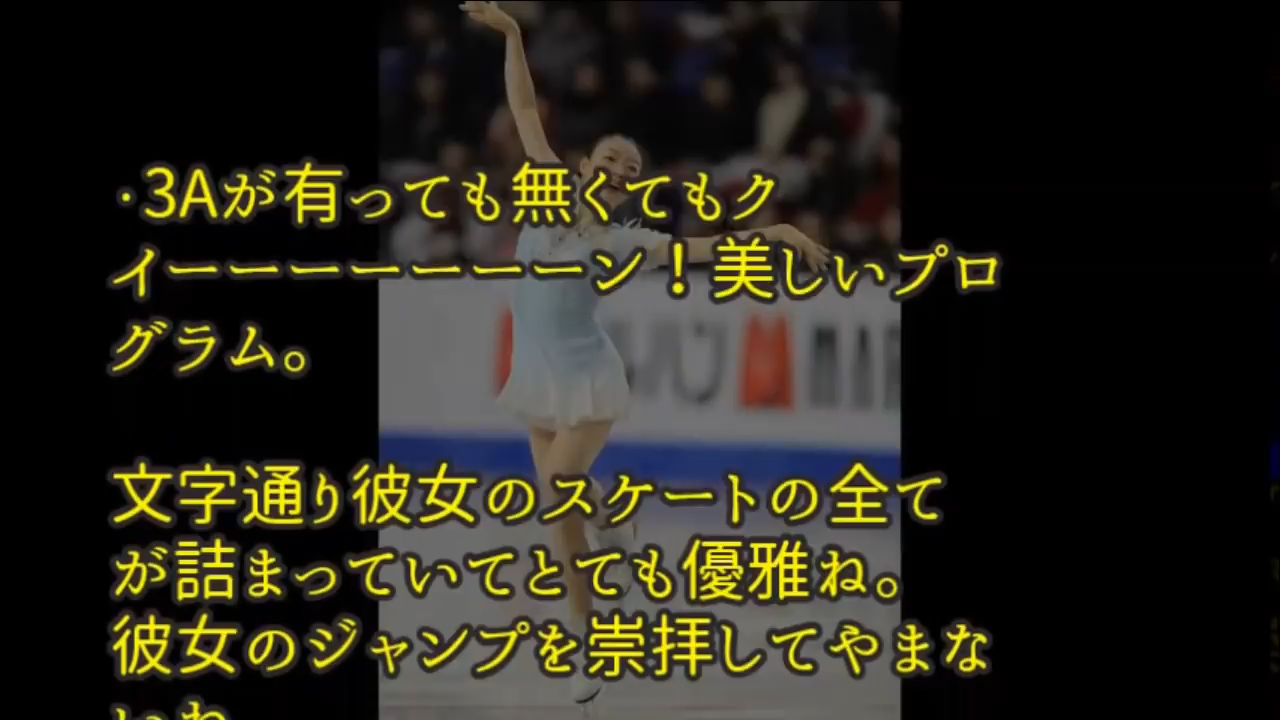 ·3Aが有っても無くてもク
イーーーーーーーーン！美しいプロ
グラム。
文字通り彼女のスケートの全て
が詰まっていてとても優雅ね。
彼女のジャンプを崇拝してやまな
いわ